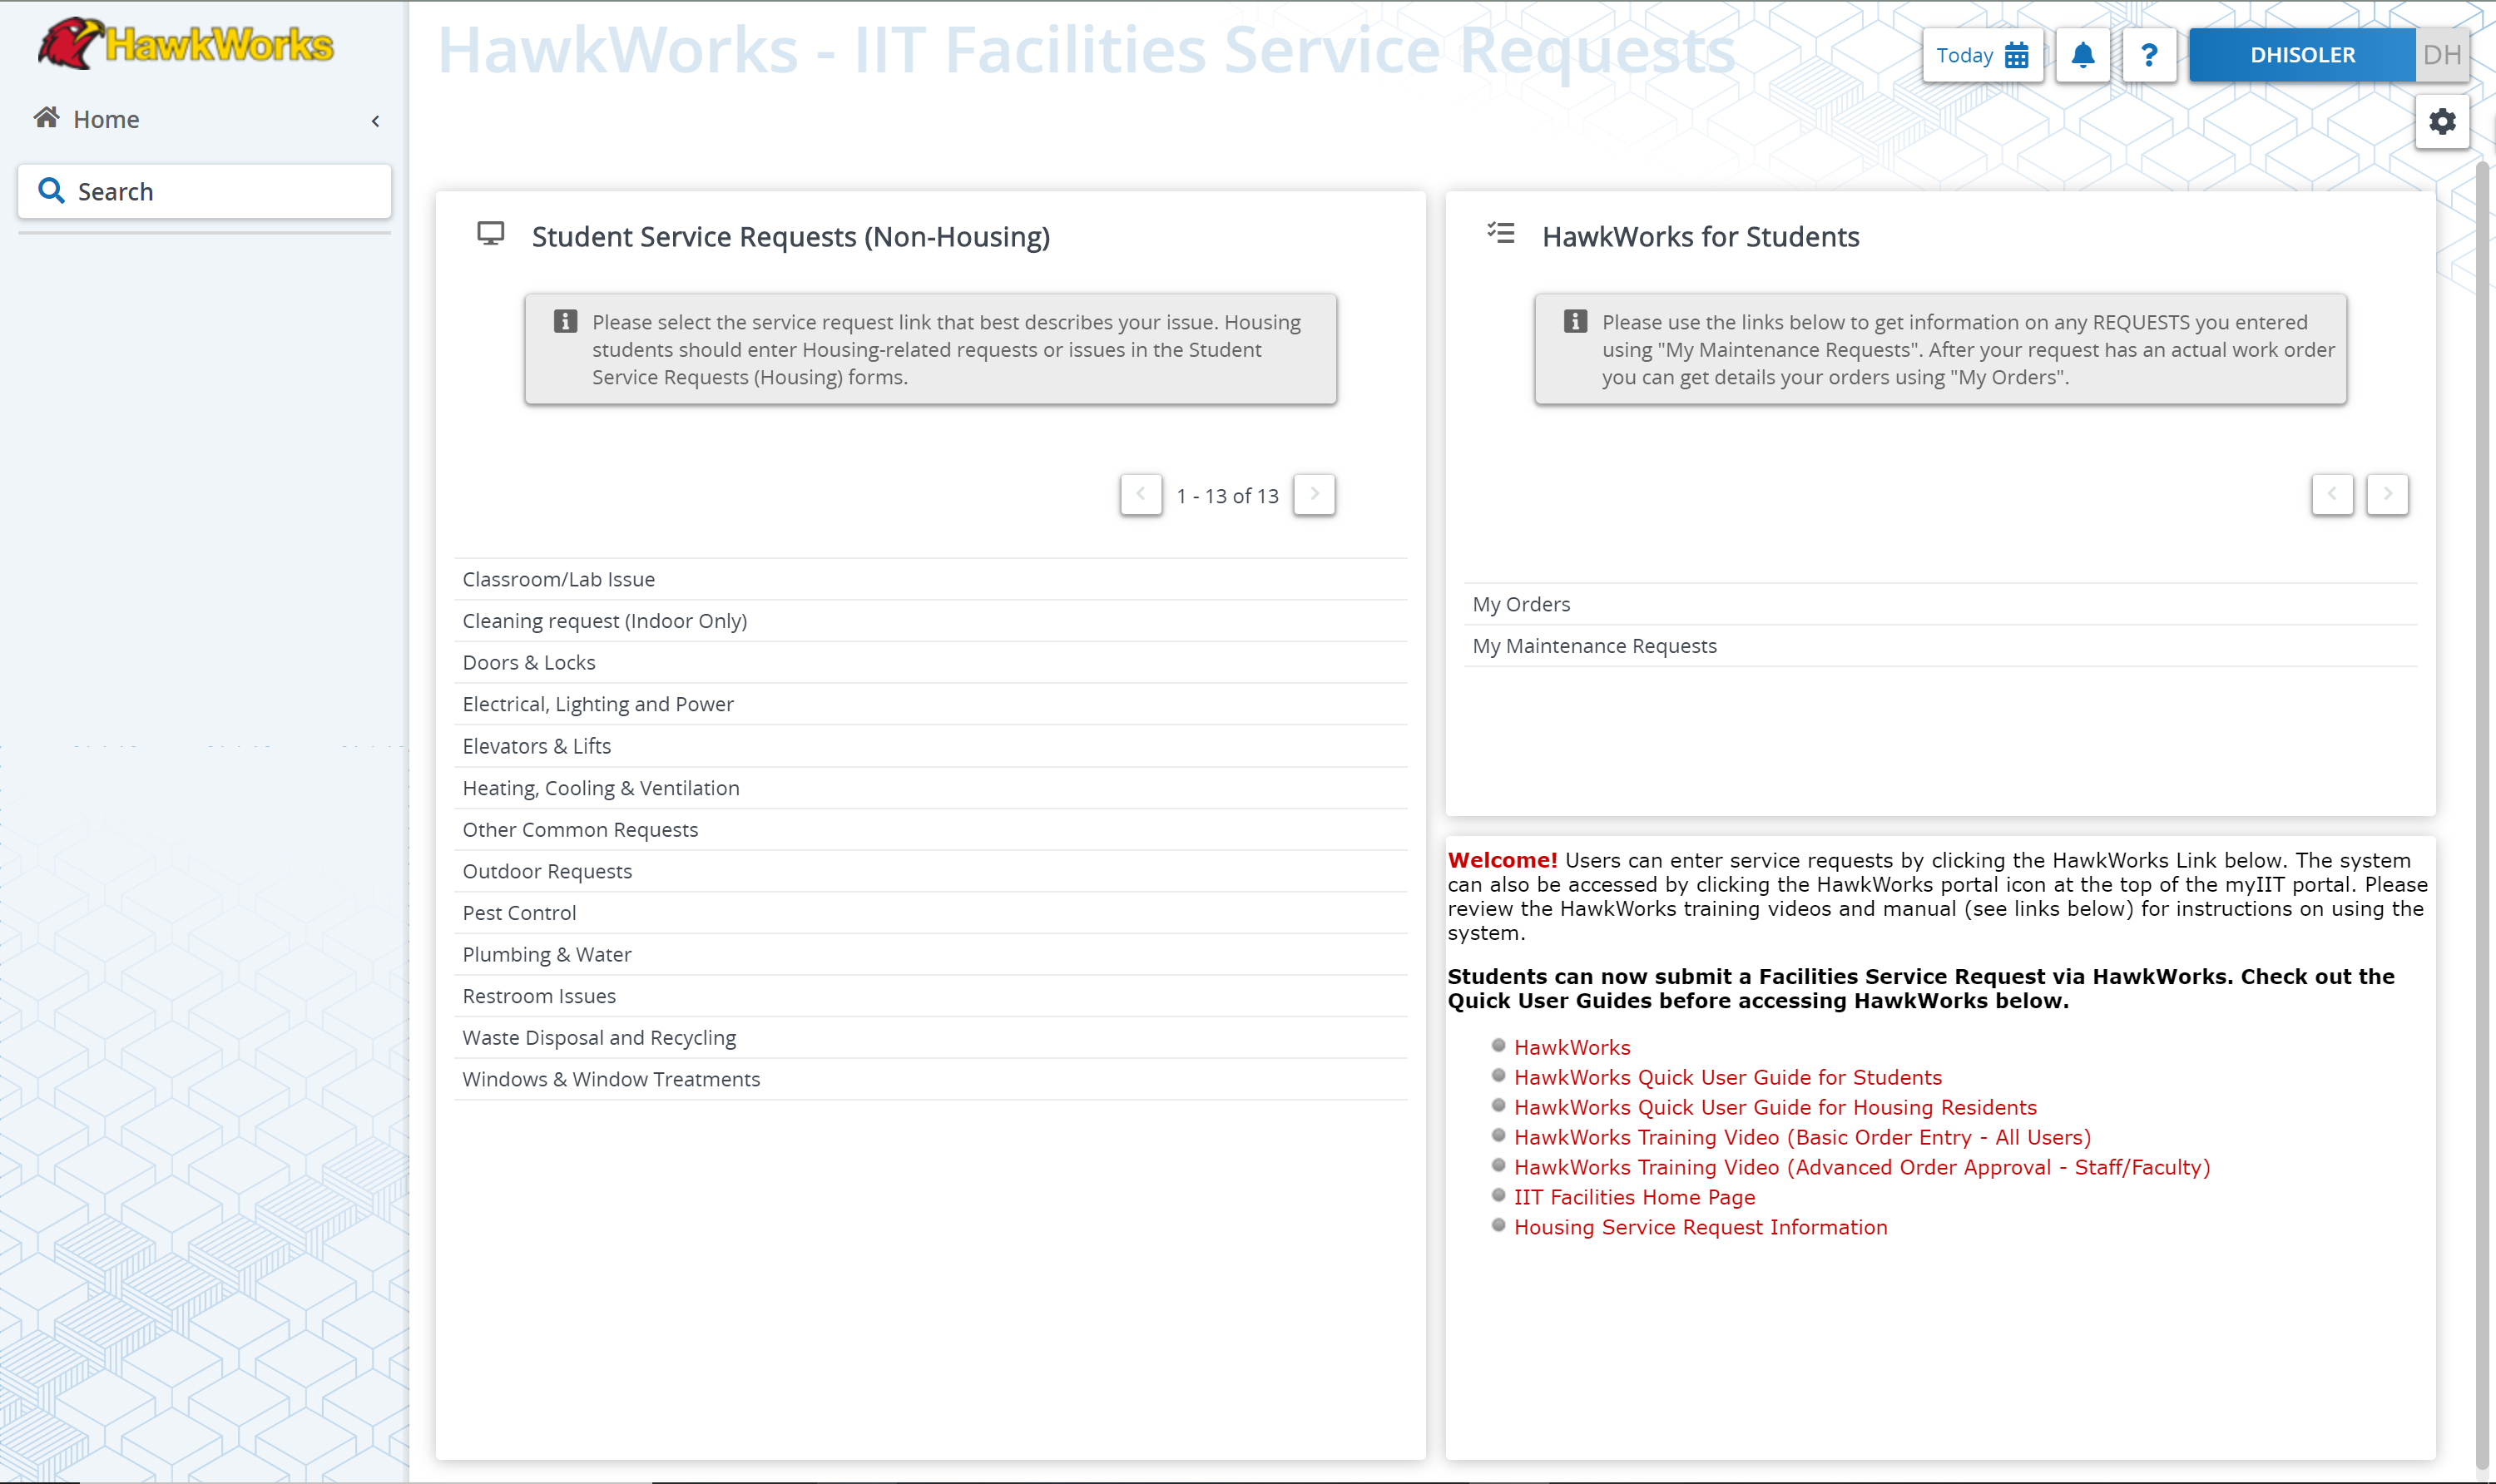 HawkWorks
Home
Search
HawkWorks - IIT Facilities Service Requests
Today
?
DHISOLER
DH
Student Service Requests (Non-Housing)
Please select the service request link that best describes your issue. Housing
students should enter Housing-related requests or issues in the Student
Service Requests (Housing) forms.
1 - 13 of 13
Classroom/Lab Issue
Cleaning request (Indoor Only)
Doors & Locks
Electrical, Lighting and Power
Elevators & Lifts
Heating, Cooling & Ventilation
Other Common Requests
Outdoor Requests
Pest Control
Plumbing & Water
Restroom Issues
Waste Disposal and Recycling
Windows & Window Treatments
HawkWorks for Students
Please use the links below to get information on any REQUESTS you entered
using "My Maintenance Requests". After your request has an actual work order
you can get details your orders using "My Orders".
My Orders
My Maintenance Requests
Welcome! Users can enter service requests by clicking the HawkWorks Link below. The system
can also be accessed by clicking the HawkWorks portal icon at the top of the myIIT portal. Please
review the HawkWorks training videos and manual (see links below) for instructions on using the
system.
Students can now submit a Facilities Service Request via HawkWorks. Check out the
Quick User Guides before accessing HawkWorks below.
HawkWorks
HawkWorks Quick User Guide for Students
HawkWorks Quick User Guide for Housing Residents
HawkWorks Training Video (Basic Order Entry - All Users)
HawkWorks Training Video (Advanced Order Approval - Staff/Faculty)
IIT Facilities Home Page
Housing Service Request Information